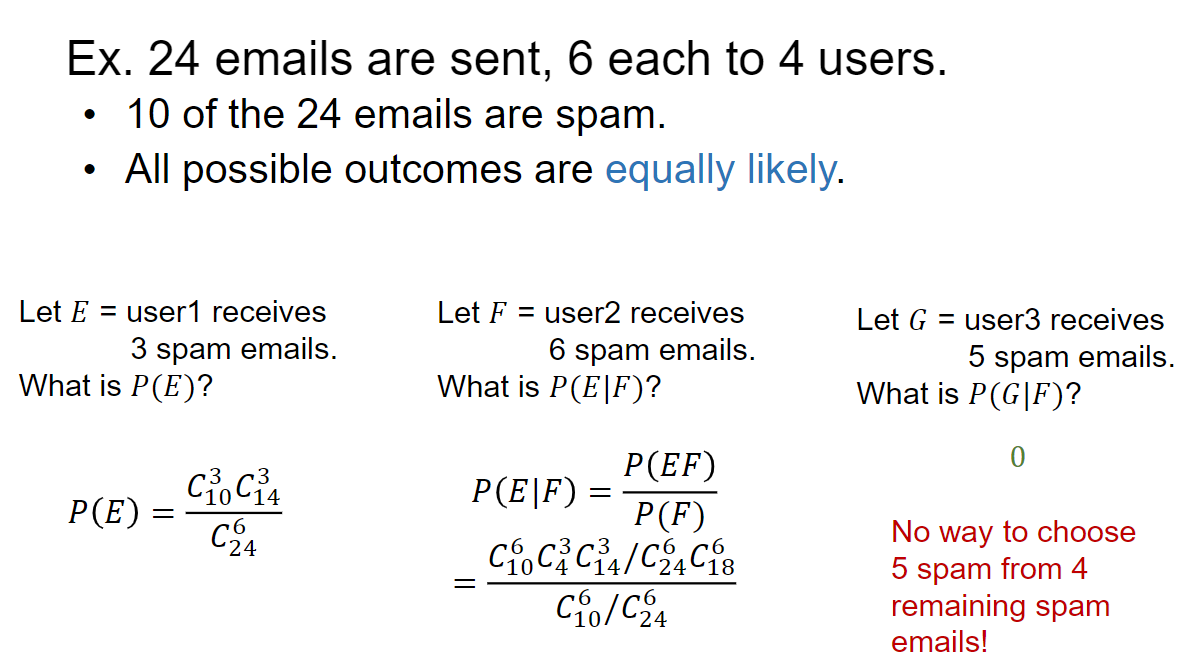 Ex. 24 emails are sent, 6 each to 4 users.
• 10 of the 24 emails are spam.
• All possible outcomes are equally likely.
Let E = user1 receives
3 spam emails.
What is P(E)?
P(E) = C_{10}^{3} C_{14}^{3} / C_{24}^{6}
Let F = user2 receives
6 spam emails.
What is P(E|F)?
P(E|F) = P(EF) / P(F)
= (C_{10}^{6} C_{4}^{3} C_{14}^{3} / C_{24}^{6} C_{18}^{6}) / (C_{10}^{6} / C_{24}^{6})
Let G = user3 receives
5 spam emails.
What is P(G|F)?
0
No way to choose
5 spam from 4
remaining spam
emails!